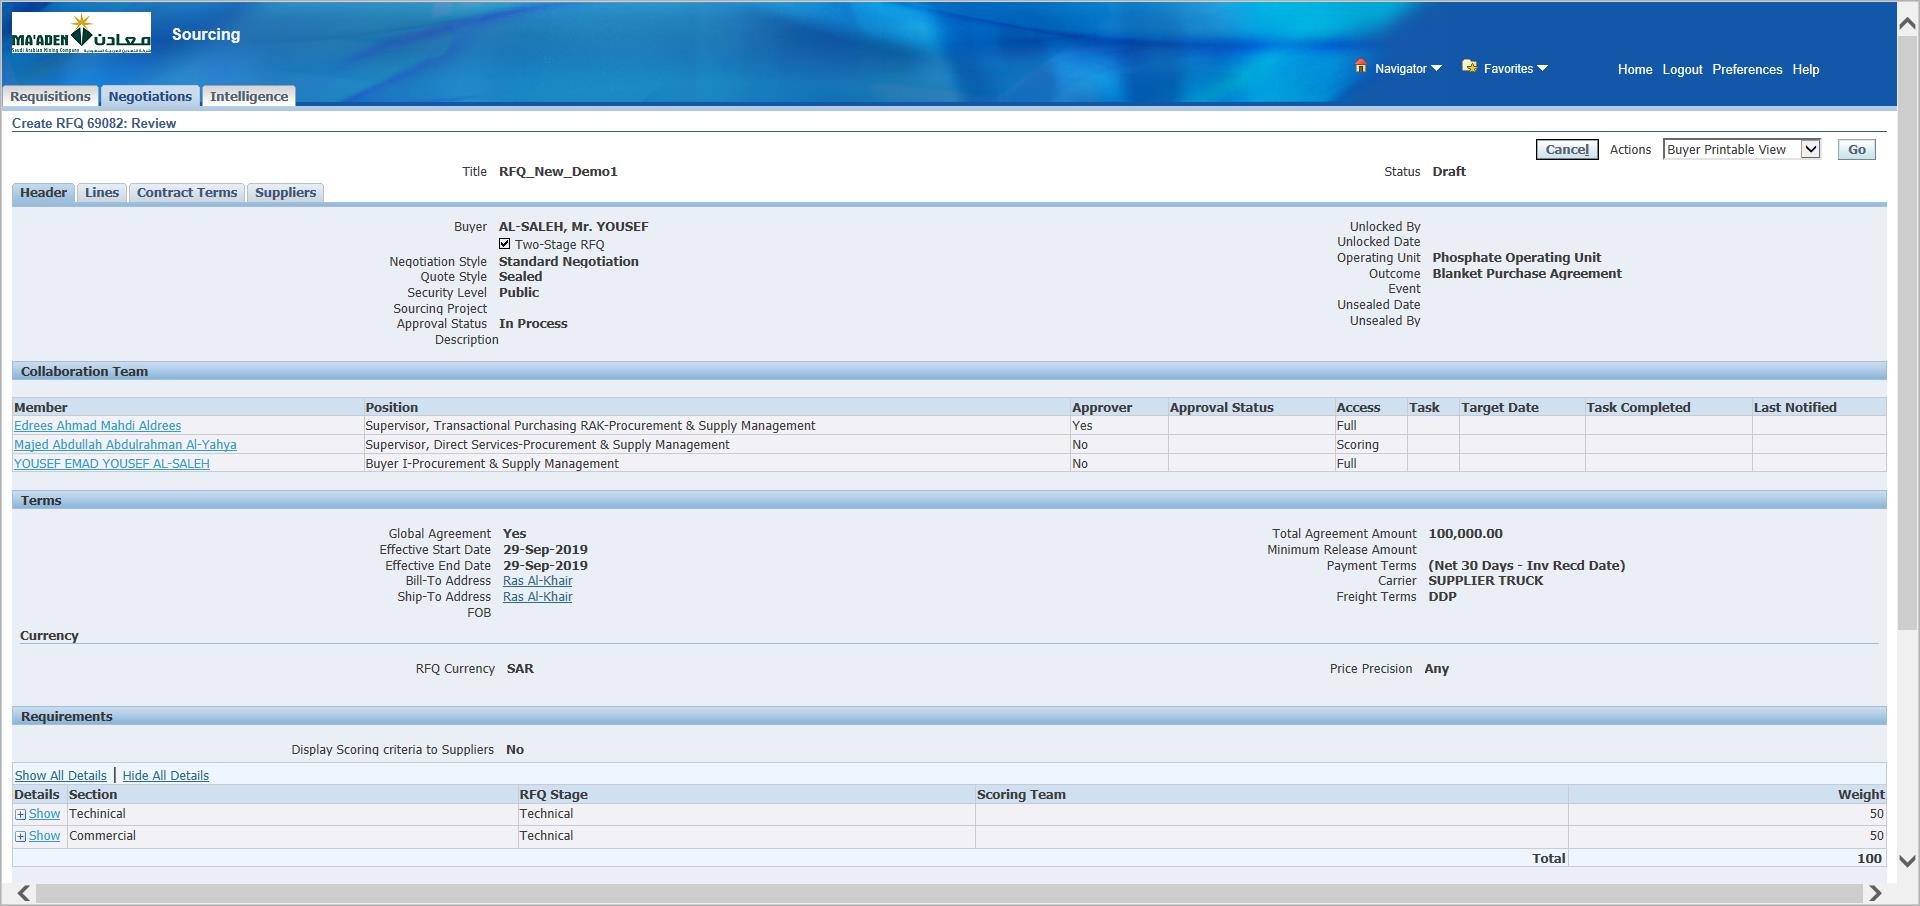 MA'ADEN معادن
Saudi Arabian Mining Company
Sourcing
Navigator Favorites Home Logout Preferences Help
Requisitions Negotiations Intelligence
Create RFQ 69082: Review
Cancel Actions Buyer Printable View Go
Title RFQ_New_Demo1 Status Draft
Header Lines Contract Terms Suppliers
Buyer AL-SALEH, Mr. YOUSEF
Two-Stage RFQ
Negotiation Style Standard Negotiation
Quote Style Sealed
Security Level Public
Sourcing Project
Approval Status In Process
Description
Unlocked By
Unlocked Date
Operating Unit Phosphate Operating Unit
Outcome Blanket Purchase Agreement
Event
Unsealed Date
Unsealed By
Collaboration Team
Member Position Approver Approval Status Access Task Target Date Task Completed Last Notified
Edrees Ahmad Mahdi Aldrees Supervisor, Transactional Purchasing RAK-Procurement & Supply Management Yes Full
Majed Abdullah Abdulrahman Al-Yahya Supervisor, Direct Services-Procurement & Supply Management No Scoring
YOUSEF EMAD YOUSEF AL-SALEH Buyer I-Procurement & Supply Management No Full
Terms
Global Agreement Yes
Effective Start Date 29-Sep-2019
Effective End Date 29-Sep-2019
Bill-To Address Ras Al-Khair
Ship-To Address Ras Al-Khair
FOB
Total Agreement Amount 100,000.00
Minimum Release Amount
Payment Terms (Net 30 Days - Inv Recd Date)
Carrier SUPPLIER TRUCK
Freight Terms DDP
Currency
RFQ Currency SAR Price Precision Any
Requirements
Display Scoring criteria to Suppliers No
Show All Details | Hide All Details
Details Section RFQ Stage Scoring Team Weight
Show Techinical Technical 50
Show Commercial Technical 50
Total 100